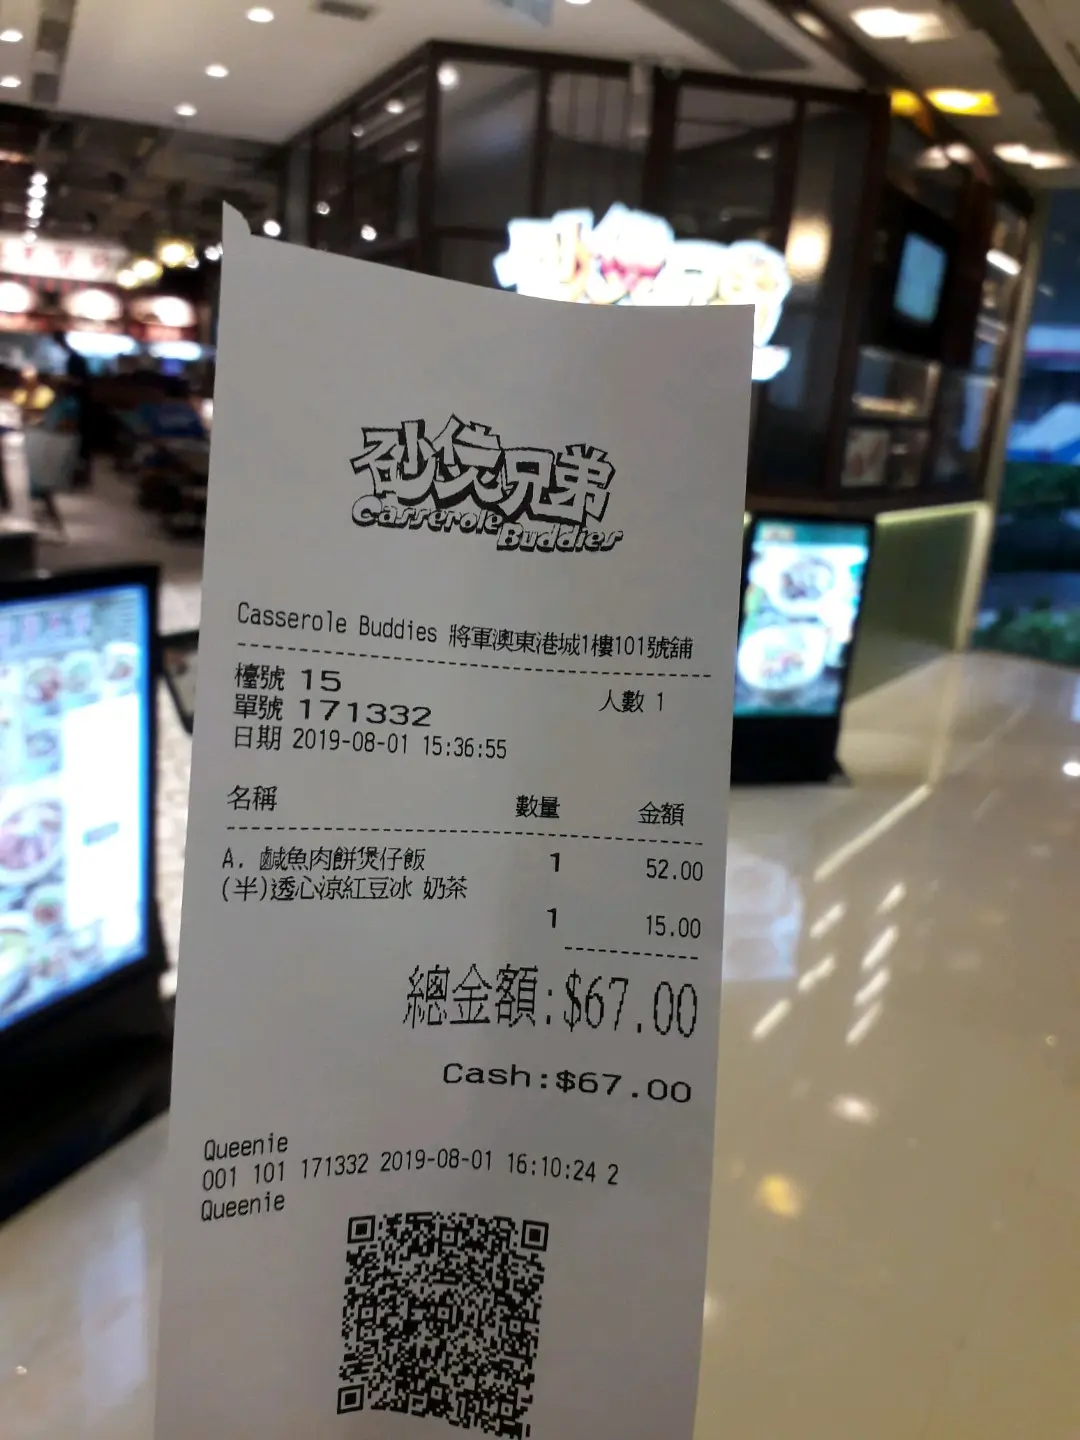 砂煲兄弟
Casserole
Buddies
Casserole Buddies 將軍澳東港城1樓101號舖
檯號 15
人數 1
單號 171332
日期 2019-08-01 15:36:55
名稱 數量 金額
A. 鹹魚肉餅煲仔飯 1 52.00
(半)透心涼紅豆冰 奶茶
1 15.00
總金額:$67.00
Cash:$67.00
Queenie
001 101 171332 2019-08-01 16:10:24 2
Queenie